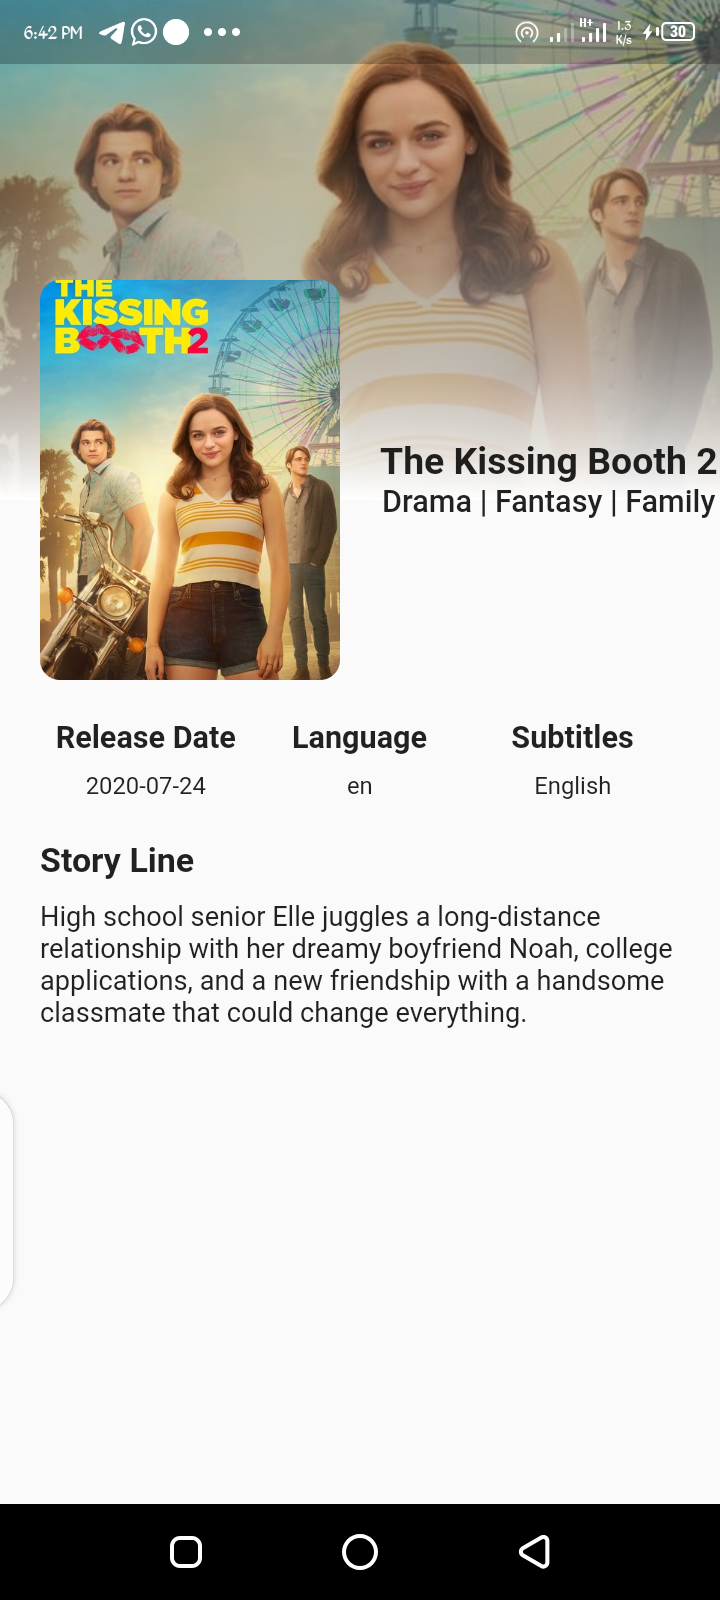 6:42 PM
H+
1.3
K/s
30
THE
KISSING
BOOTH2
The Kissing Booth 2
Drama | Fantasy | Family
Release Date
Language
Subtitles
2020-07-24
en
English
Story Line
High school senior Elle juggles a long-distance
relationship with her dreamy boyfriend Noah, college
applications, and a new friendship with a handsome
classmate that could change everything.